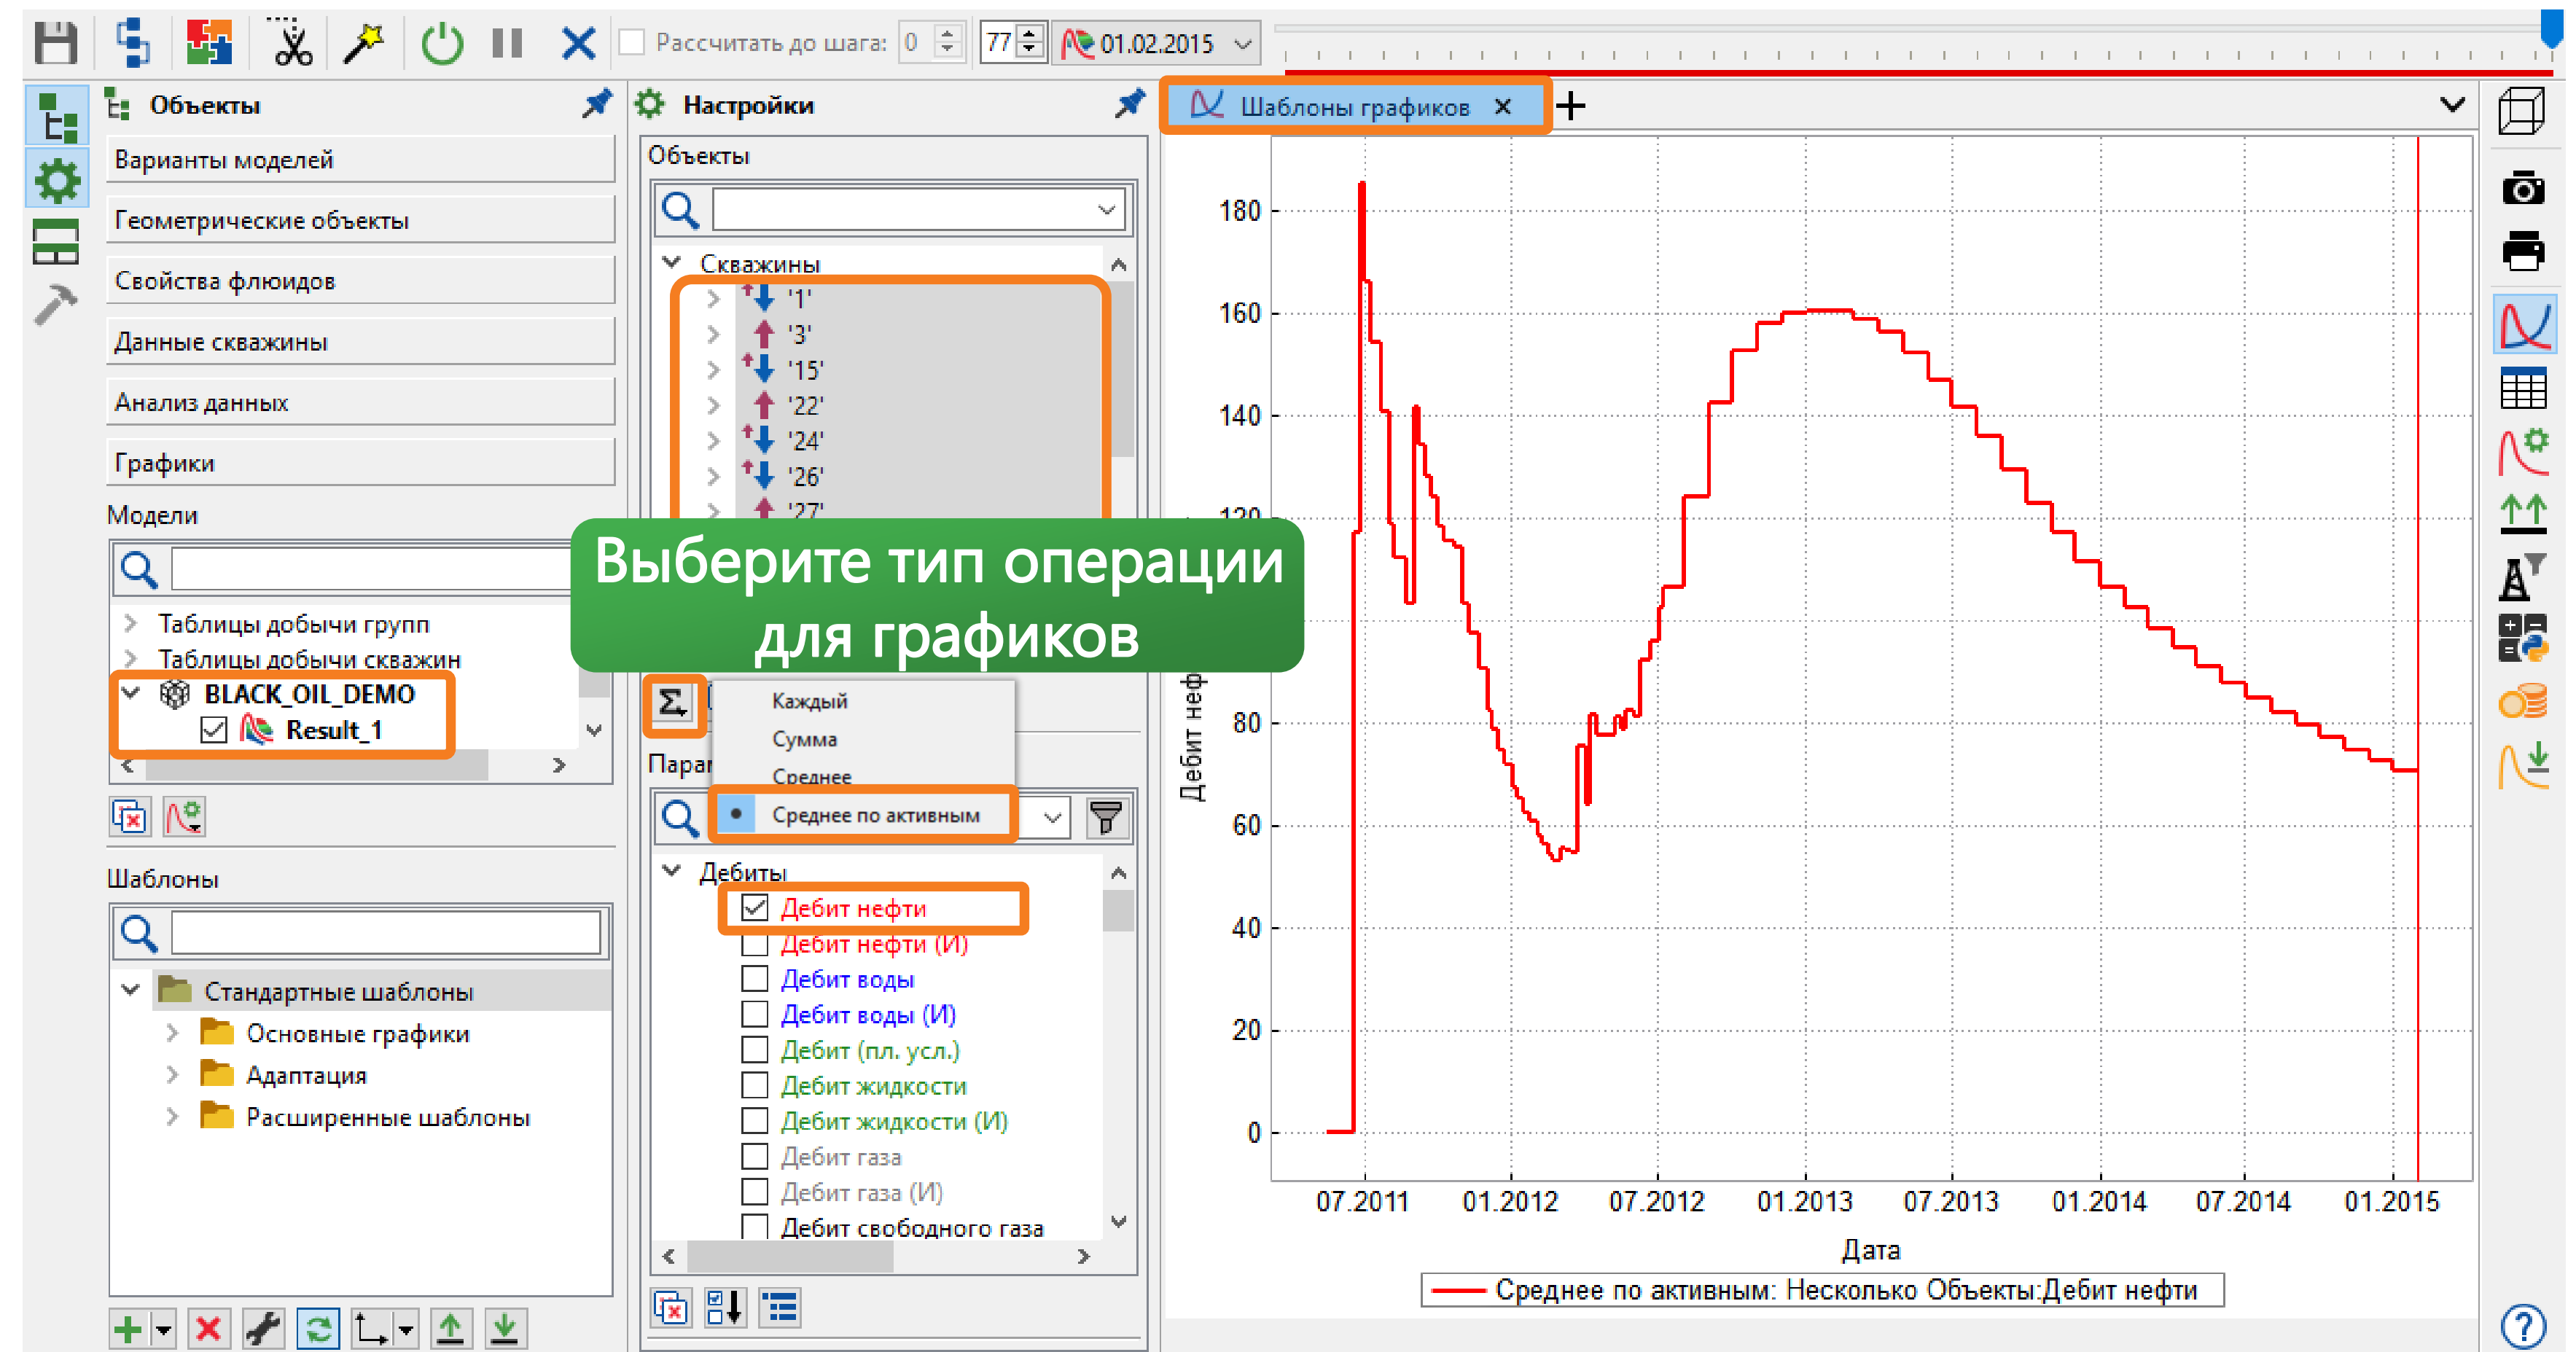 Рассчитать до шага: 0 77 01.02.2015
Объекты
Варианты моделей
Геометрические объекты
Свойства флюидов
Данные скважины
Анализ данных
Графики
Модели
Таблицы добычи групп
Таблицы добычи скважин
BLACK_OIL_DEMO
Result_1
Шаблоны
Стандартные шаблоны
Основные графики
Адаптация
Расширенные шаблоны
Настройки
Объекты
Скважины
'1'
'3'
'15'
'22'
'24'
'26'
'27'
Выберите тип операции
для графиков
Σ
Каждый
Сумма
Среднее
Среднее по активным
Дебиты
Дебит нефти
Дебит нефти (И)
Дебит воды
Дебит воды (И)
Дебит (пл. усл.)
Дебит жидкости
Дебит жидкости (И)
Дебит газа
Дебит газа (И)
Дебит свободного газа
Шаблоны графиков
180
160
140
120
80
60
40
20
0
Дебит неф
07.2011 01.2012 07.2012 01.2013 07.2013 01.2014 07.2014 01.2015
Дата
Среднее по активным: Несколько Объекты:Дебит нефти